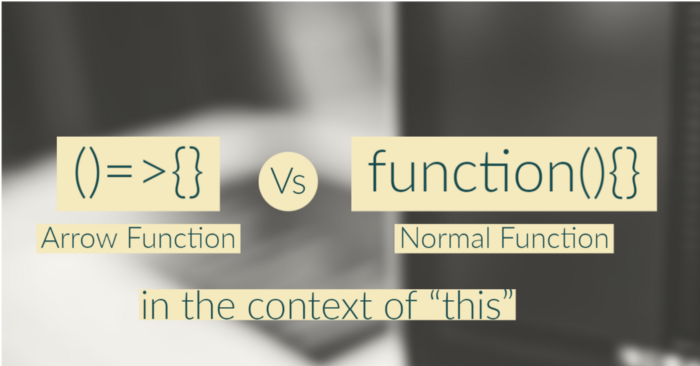 ()=>{} Vs function(){}
Arrow Function Normal Function
in the context of “this”